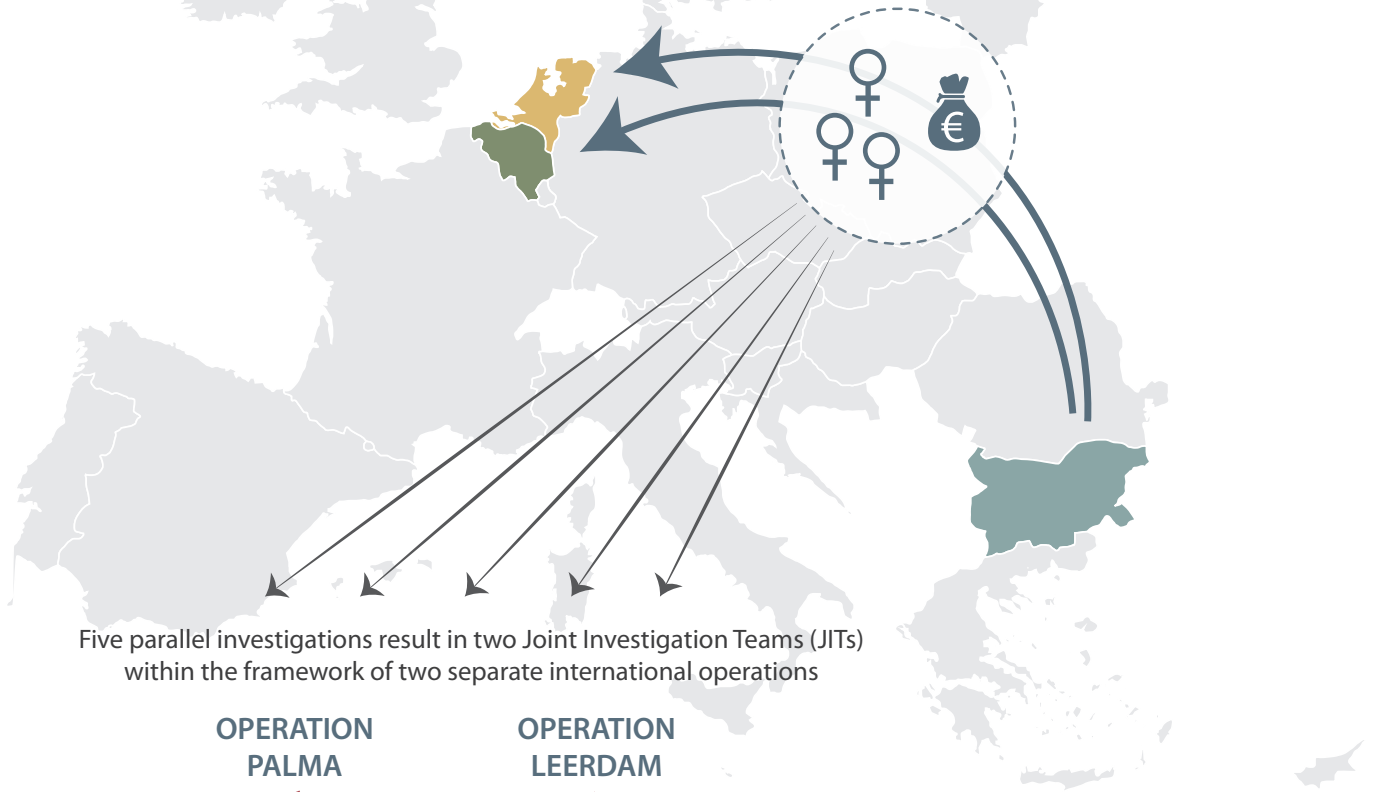 €
Five parallel investigations result in two Joint Investigation Teams (JITs)
within the framework of two separate international operations
OPERATION
PALMA
OPERATION
LEERDAM